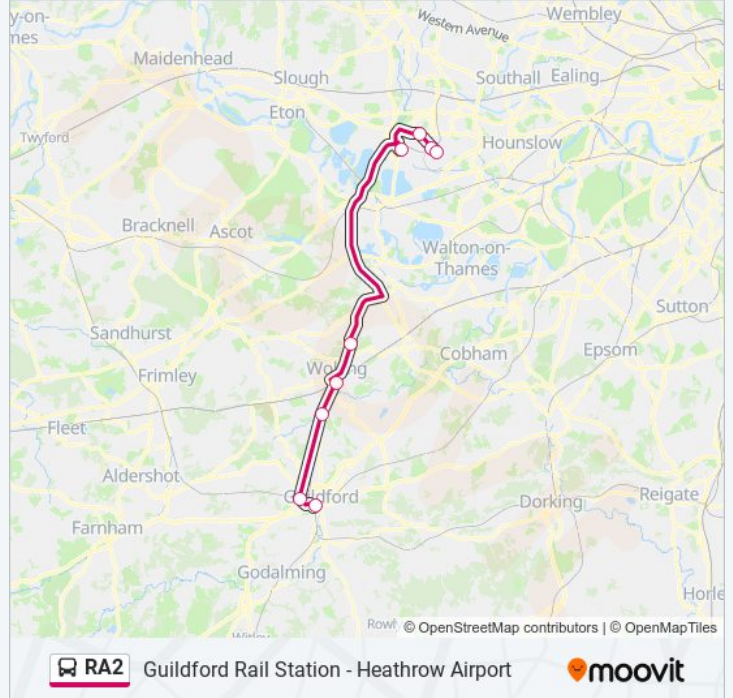 y-on-
nes
Western Avenue
Wembley
Maidenhead
Slough
Southall
Ealing
Eton
Twyford
Hounslow
Bracknell
Ascot
Walton-on-
Thames
Sutton
Sandhurst
Cobham
Epsom
Frimley
Fleet
Aldershot
Guildford
Dorking
Reigate
Farnham
Godalming
Horle
Witley
Rowl
© OpenStreetMap contributors | © OpenMapTiles
RA2
Guildford Rail Station - Heathrow Airport
moovit